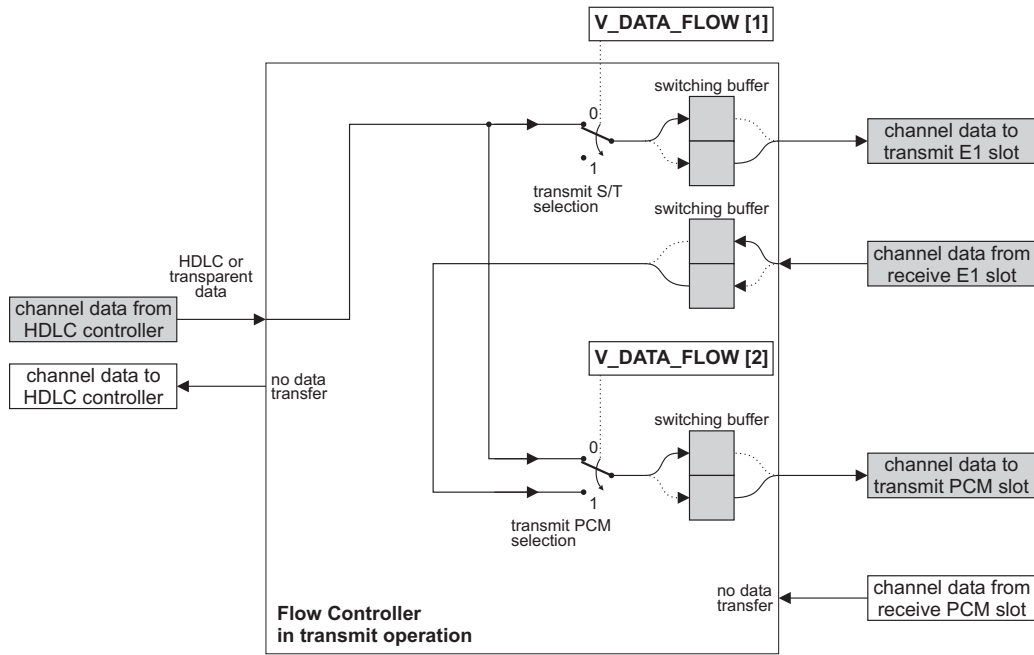 V_DATA_FLOW [1]
switching buffer
0
1
transmit S/T
selection
channel data to
transmit E1 slot
switching buffer
channel data from
receive E1 slot
HDLC or
transparent
data
channel data from
HDLC controller
channel data to
HDLC controller
no data
transfer
V_DATA_FLOW [2]
switching buffer
0
1
transmit PCM
selection
channel data to
transmit PCM slot
no data
transfer
channel data from
receive PCM slot
Flow Controller
in transmit operation